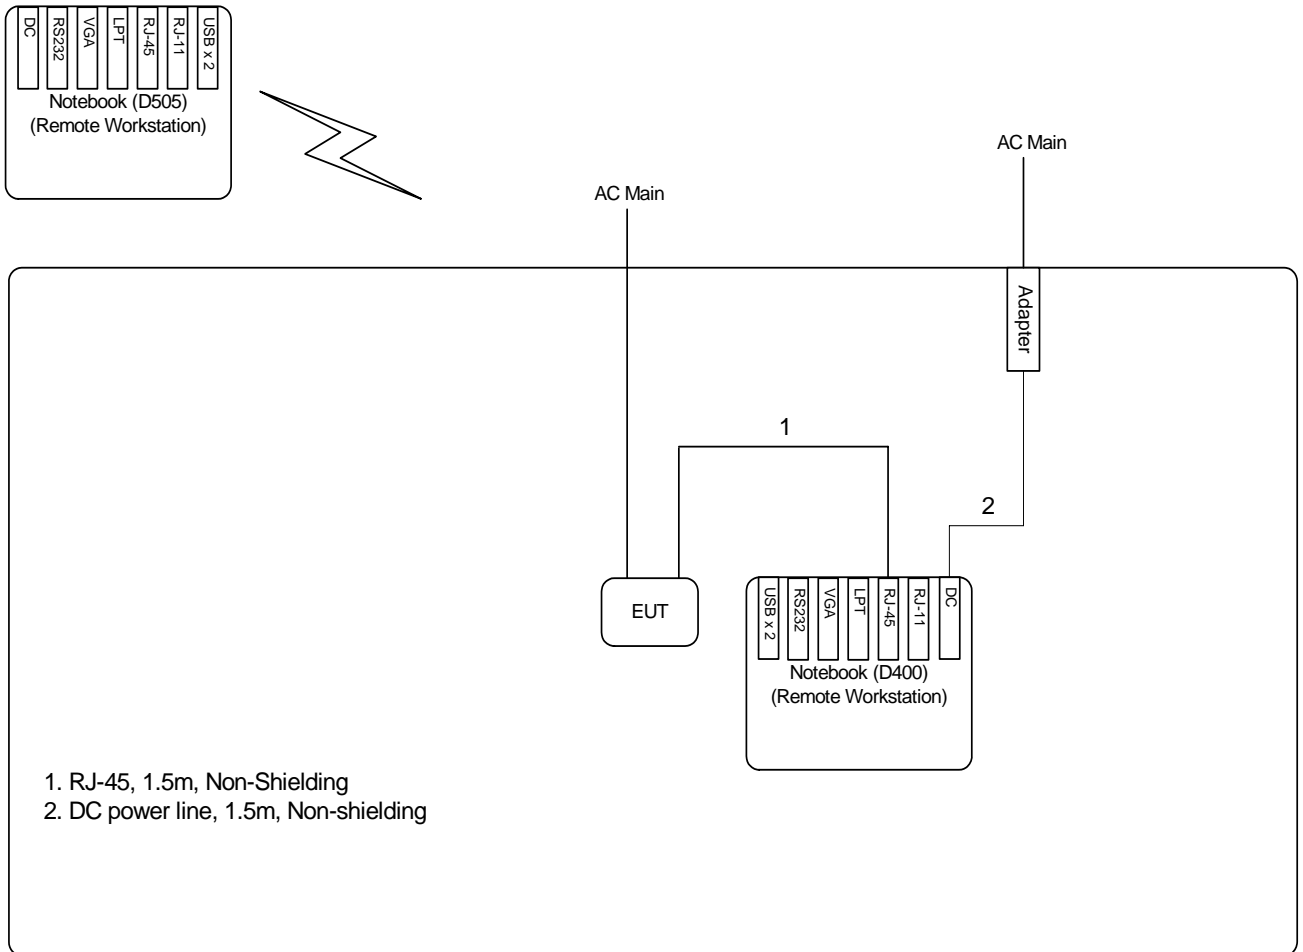 DC
RS232
VGA
LPT
RJ-45
RJ-11
USB x 2
Notebook (D505)
(Remote Workstation)
AC Main
AC Main
Adapter
1
2
EUT
USB x 2
RS232
VGA
LPT
RJ-45
RJ-11
DC
Notebook (D400)
(Remote Workstation)
1. RJ-45, 1.5m, Non-Shielding
2. DC power line, 1.5m, Non-shielding